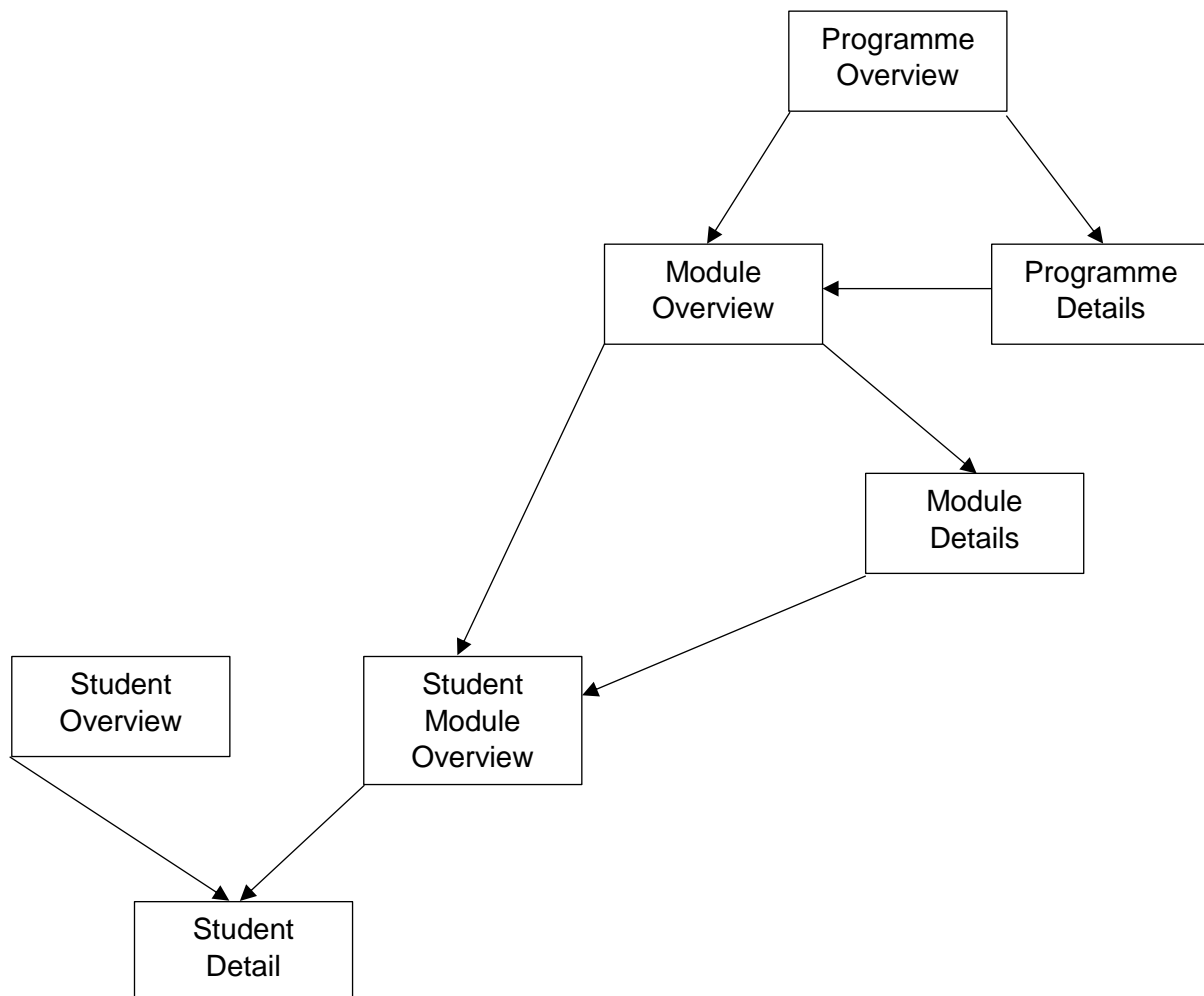 Programme
Overview
Module
Overview
Programme
Details
Module
Details
Student
Overview
Student
Module
Overview
Student
Detail